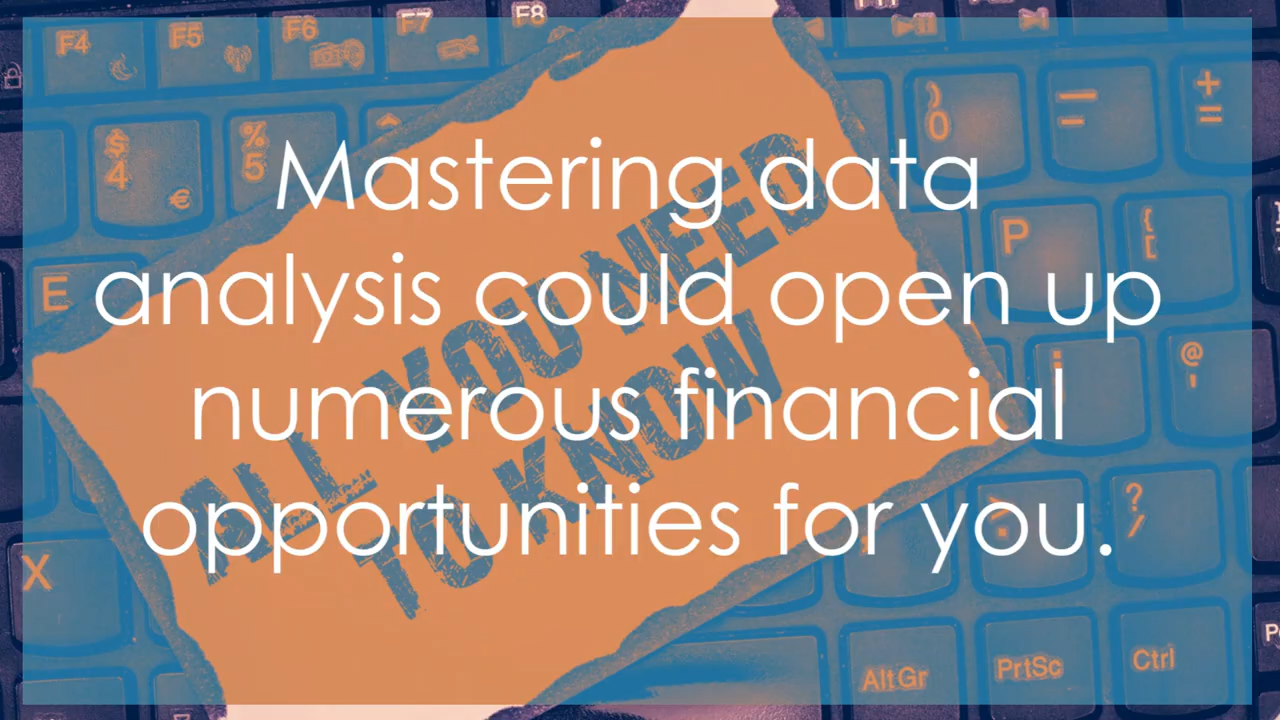 Mastering data
analysis could open up
numerous financial
opportunities for you.
ALL YOU NEED
TO KNOW
F4 F5 F6 F7 F8
$ 4 €
% 5
) 0
+ =
E
P
{ [
@ '
X
? /
AltGr
PrtSc
Ctrl